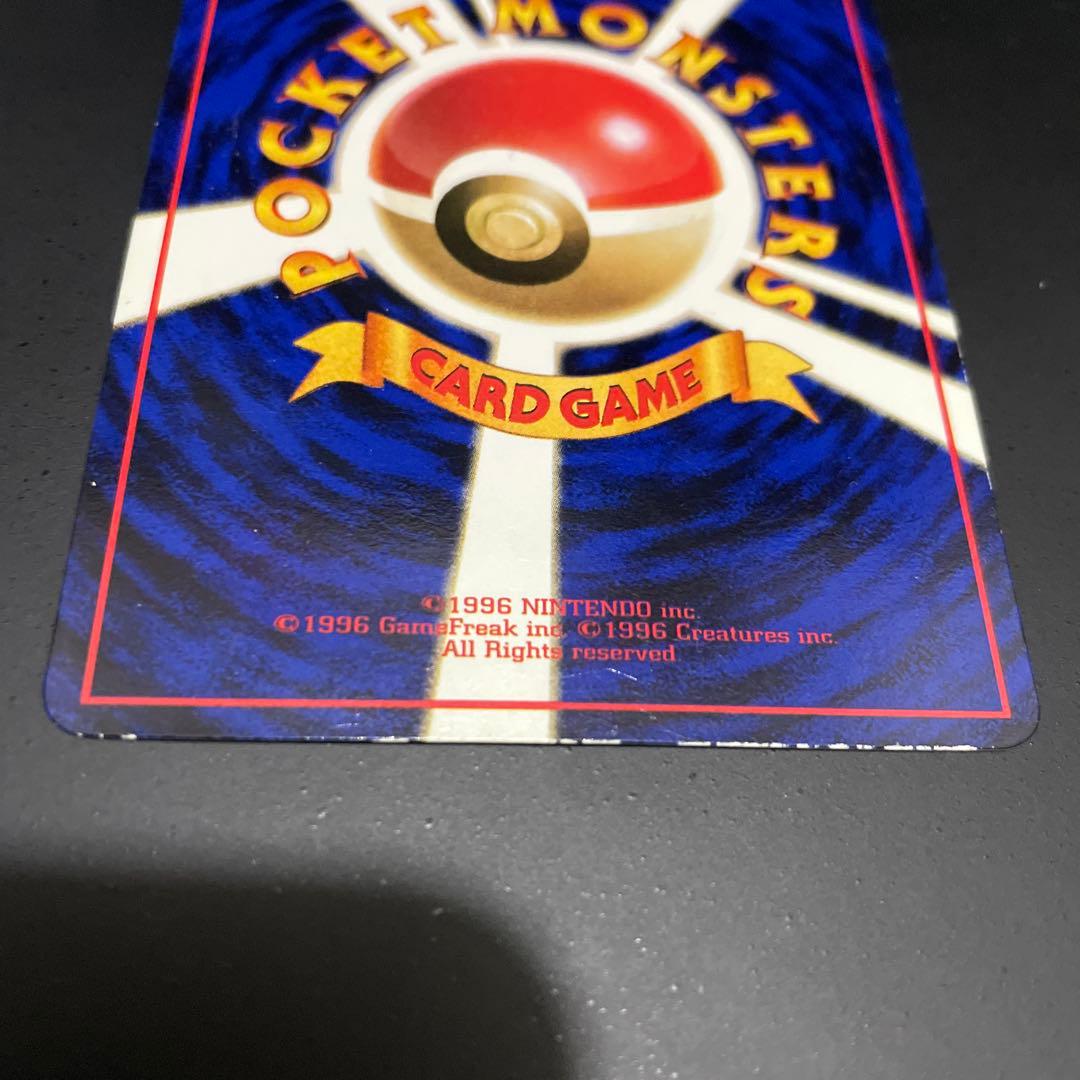 POCKET MONSTERS
CARD GAME
©1996 NINTENDO inc.
©1996 GameFreak inc. ©1996 Creatures inc.
All Rights reserved